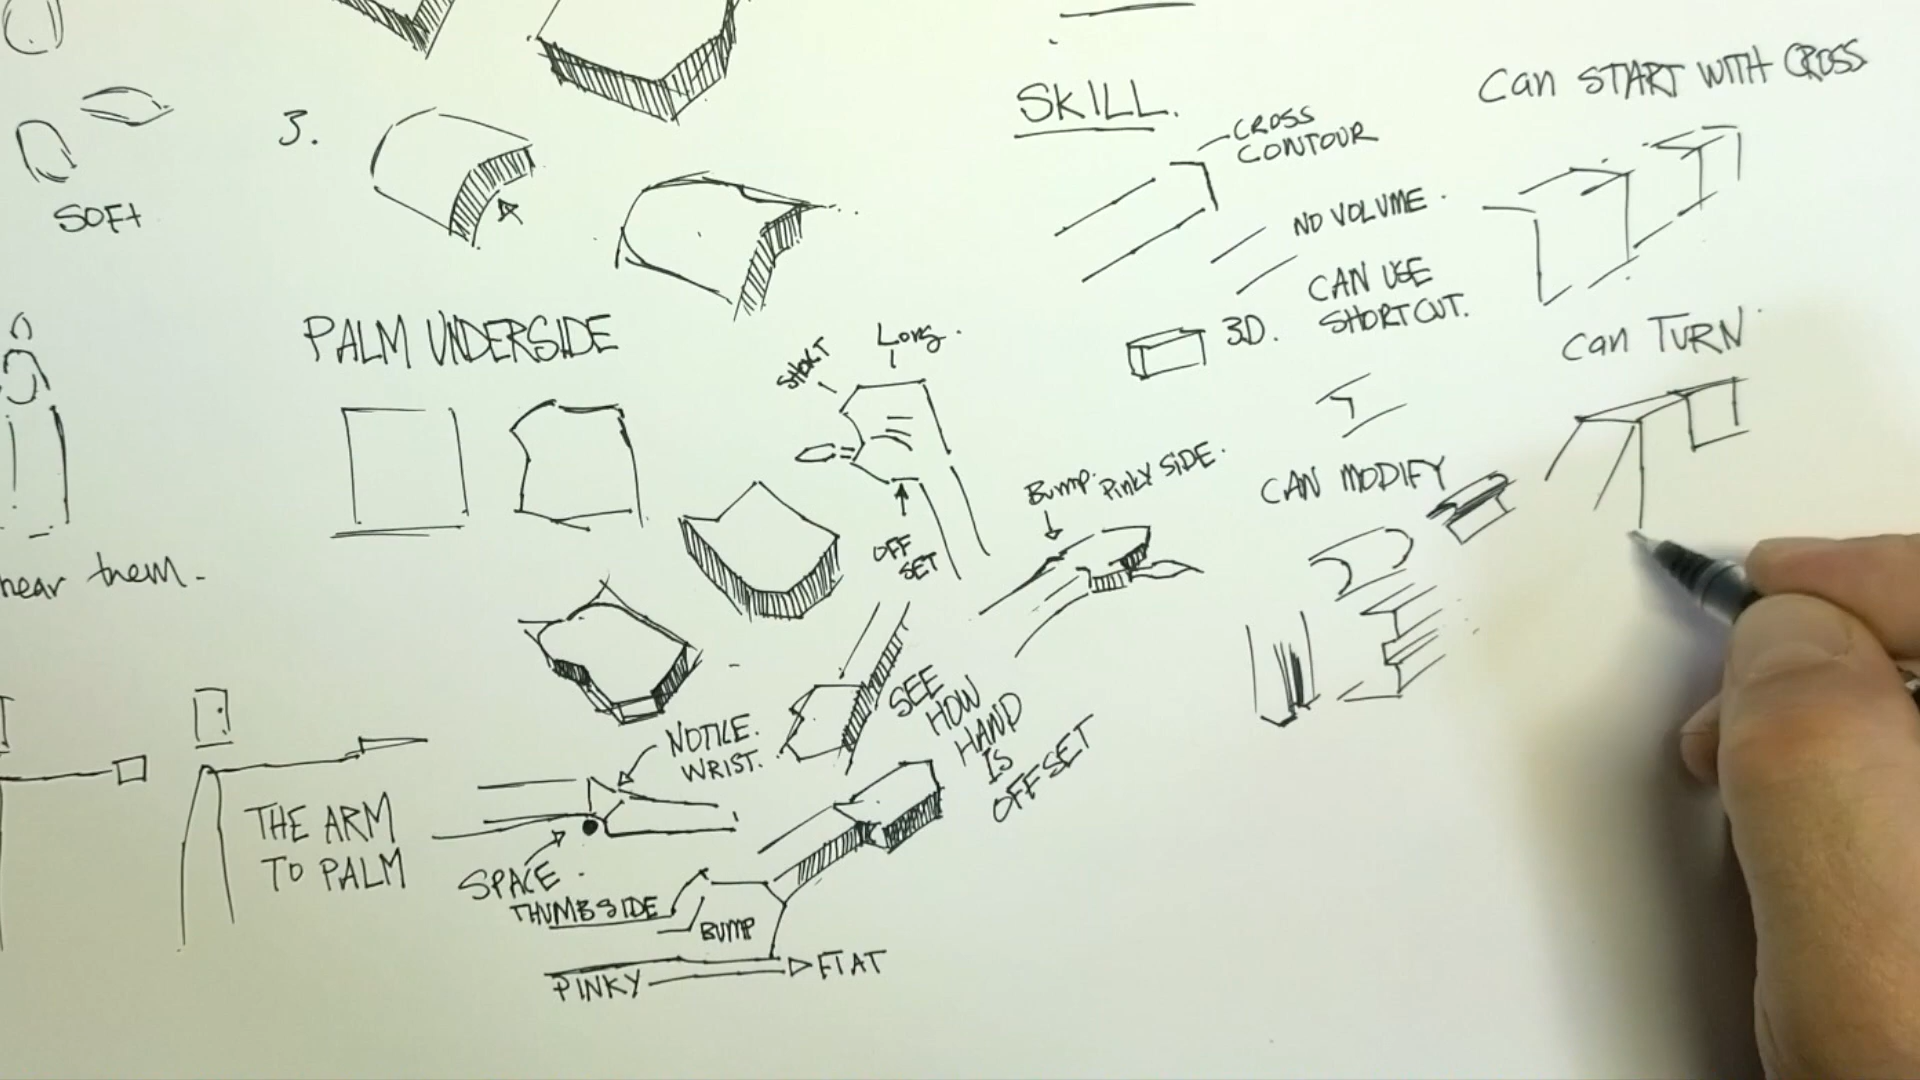 3.
SOFT
near them.
PALM UNDERSIDE
SHORT
Long.
OFF
SET
BUMP.
PINKY SIDE.
SEE
HOW
HAND
IS
OFFSET
NOTICE.
WRIST.
THE ARM
TO PALM
SPACE.
THUMBSIDE
BUMP
PINKY
FLAT
SKILL.
CROSS
CONTOUR
NO VOLUME.
3D.
CAN USE
SHORTCUT.
CAN MODIFY
Can START WITH CROSS
Can TURN.